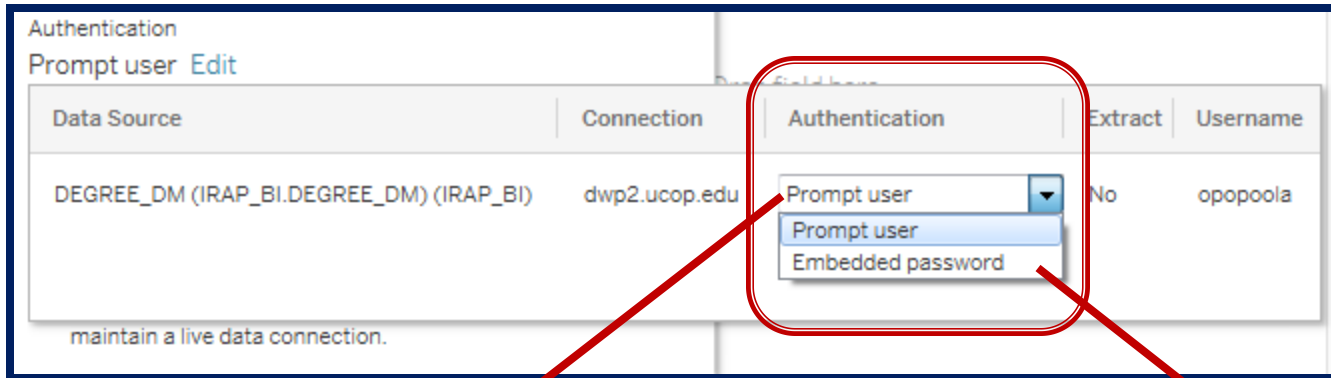 Authentication
Prompt user Edit
Data Source Connection Authentication Extract Username
DEGREE_DM (IRAP_BI.DEGREE_DM) (IRAP_BI) dwp2.ucop.edu Prompt user No opopoola
Prompt user
Embedded password
maintain a live data connection.